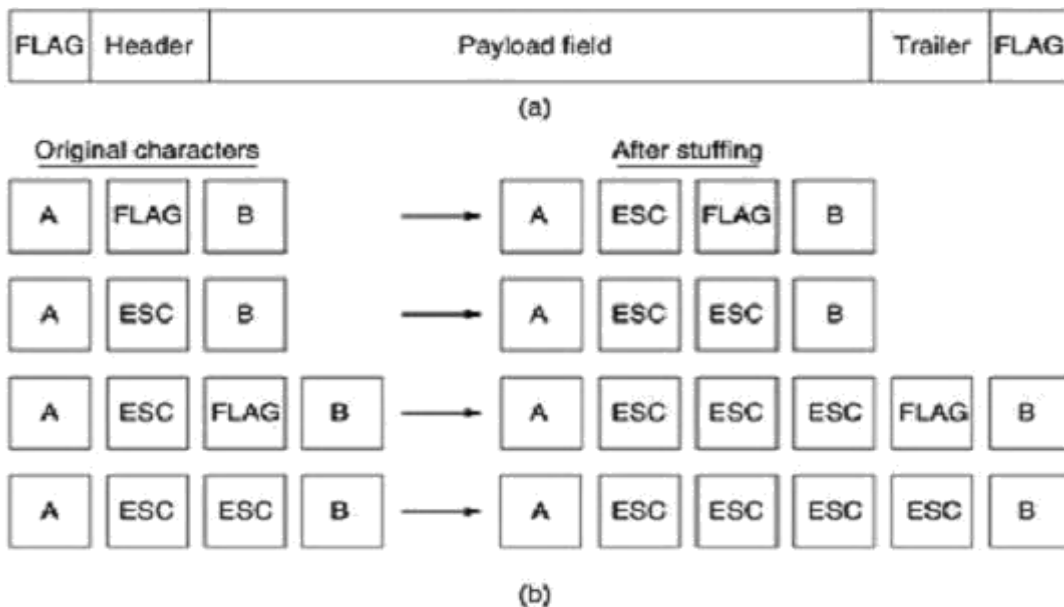 FLAG Header Payload field Trailer FLAG
(a)
Original characters After stuffing
A FLAG B A ESC FLAG B
A ESC B A ESC ESC B
A ESC FLAG B A ESC ESC ESC FLAG B
A ESC ESC B A ESC ESC ESC ESC B
(b)